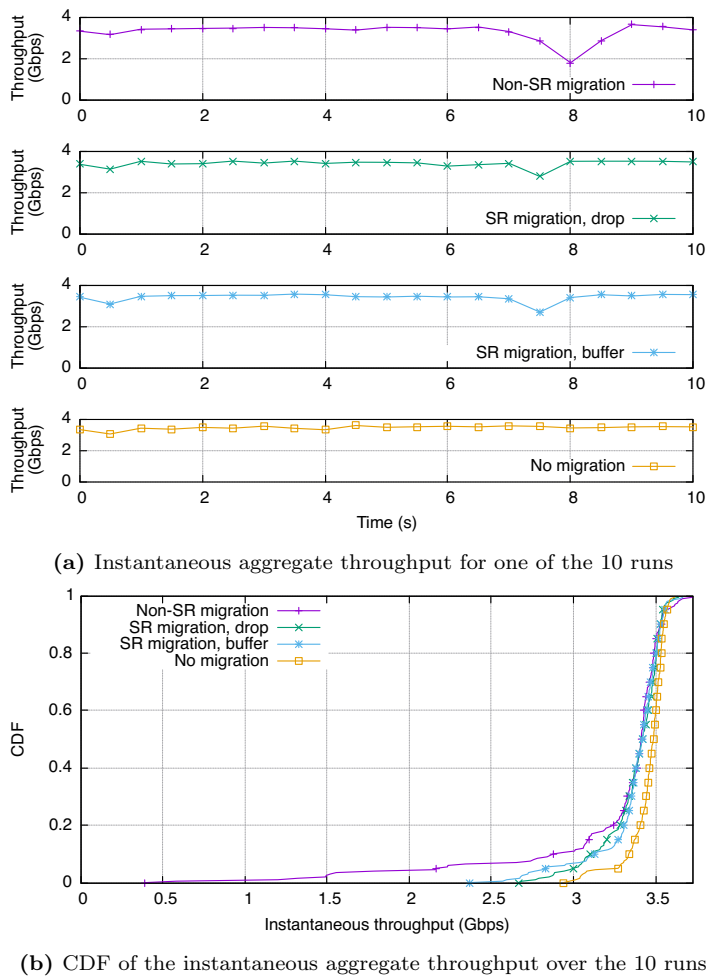 Throughput
(Gbps)
4
2
0
0 2 4 6 8 10
Non-SR migration
Throughput
(Gbps)
4
2
0
0 2 4 6 8 10
SR migration, drop
Throughput
(Gbps)
4
2
0
0 2 4 6 8 10
SR migration, buffer
Throughput
(Gbps)
4
2
0
0 2 4 6 8 10
No migration
Time (s)
(a) Instantaneous aggregate throughput for one of the 10 runs
1
0.8
0.6
0.4
0.2
0
CDF
Non-SR migration
SR migration, drop
SR migration, buffer
No migration
0 0.5 1 1.5 2 2.5 3 3.5
Instantaneous throughput (Gbps)
(b) CDF of the instantaneous aggregate throughput over the 10 runs